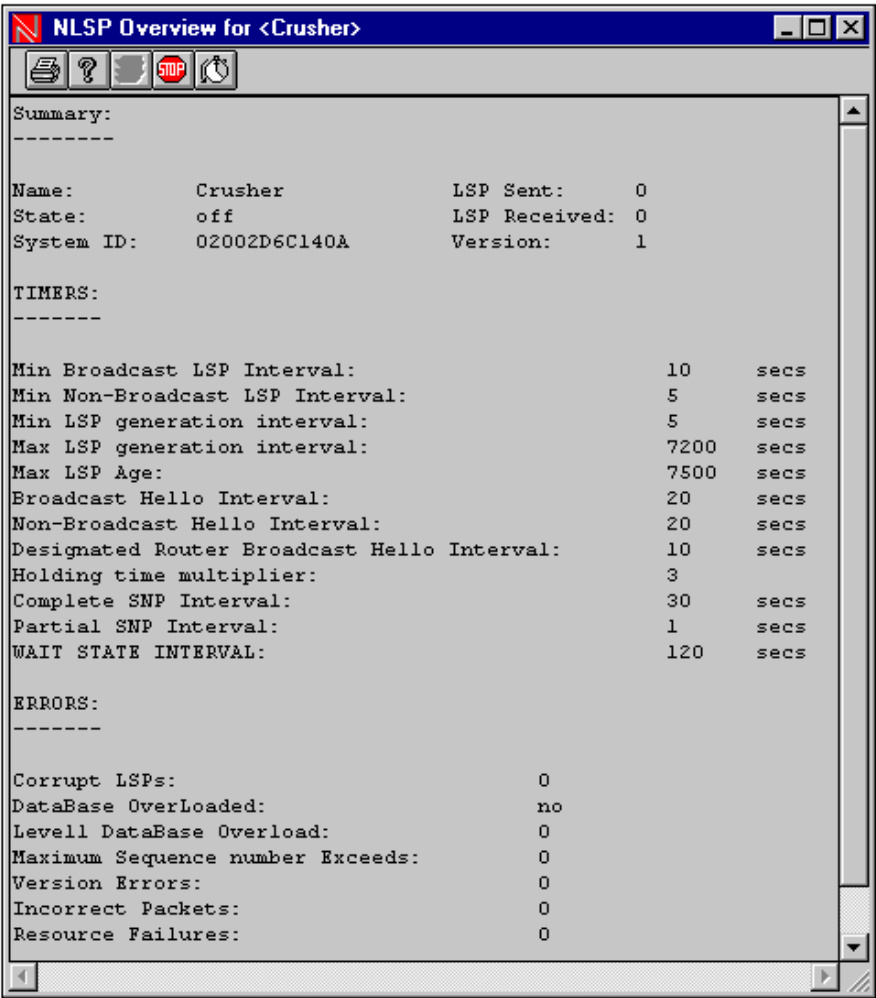 NLSP Overview for <Crusher>
STOP
Summary:
--------
Name: Crusher LSP Sent: 0
State: off LSP Received: 0
System ID: 02002D6C140A Version: 1
TIMERS:
-------
Min Broadcast LSP Interval: 10 secs
Min Non-Broadcast LSP Interval: 5 secs
Min LSP generation interval: 5 secs
Max LSP generation interval: 7200 secs
Max LSP Age: 7500 secs
Broadcast Hello Interval: 20 secs
Non-Broadcast Hello Interval: 20 secs
Designated Router Broadcast Hello Interval: 10 secs
Holding time multiplier: 3
Complete SNP Interval: 30 secs
Partial SNP Interval: 1 secs
WAIT STATE INTERVAL: 120 secs
ERRORS:
-------
Corrupt LSPs: 0
DataBase OverLoaded: no
Level1 DataBase Overload: 0
Maximum Sequence number Exceeds: 0
Version Errors: 0
Incorrect Packets: 0
Resource Failures: 0